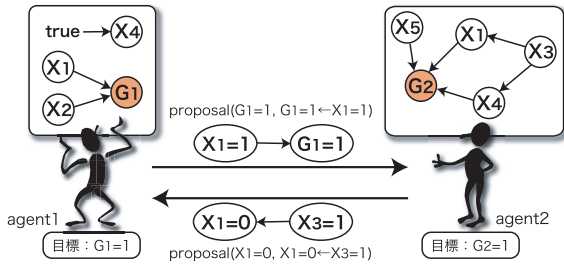 true X4
X1
G1
X2
X5
X1
X3
G2
X4
proposal(G1=1, G1=1←X1=1)
X1=1 G1=1
X1=0 X3=1
proposal(X1=0, X1=0←X3=1)
agent1
目標：G1=1
agent2
目標：G2=1